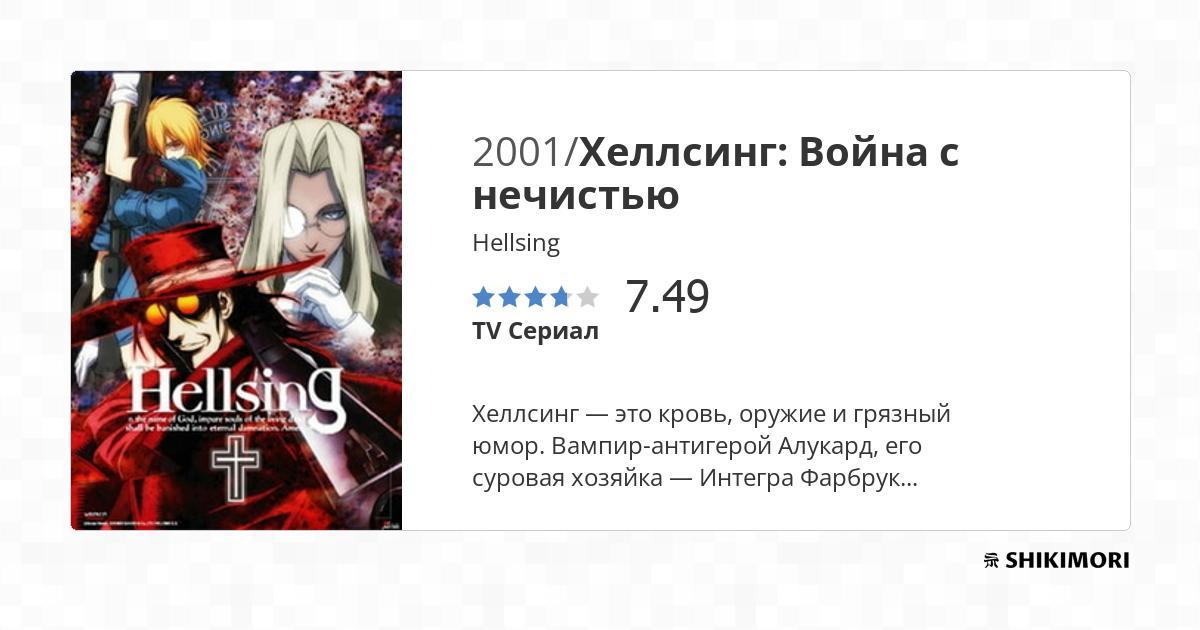 Hellsing
In the name of God, impure souls of the living dead
shall be banished into eternal damnation. Amen.
2001/Хеллсинг: Война с
нечистью
Hellsing
7.49
TV Сериал
Хеллсинг — это кровь, оружие и грязный
юмор. Вампир-антигерой Алукард, его
суровая хозяйка — Интегра Фарбрук...
SHIKIMORI